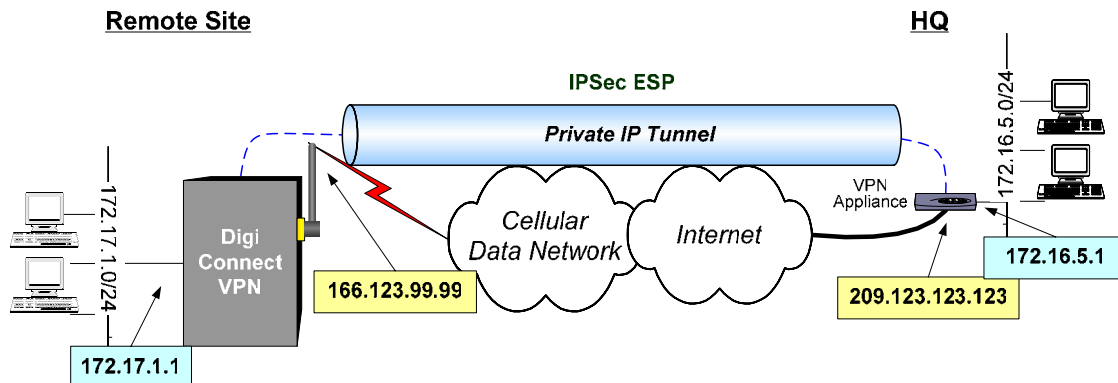 Remote Site
HQ
IPSec ESP
Private IP Tunnel
172.16.5.0/24
172.17.1.0/24
VPN
Appliance
Digi
Connect
VPN
Cellular
Data Network
Internet
172.16.5.1
166.123.99.99
209.123.123.123
172.17.1.1